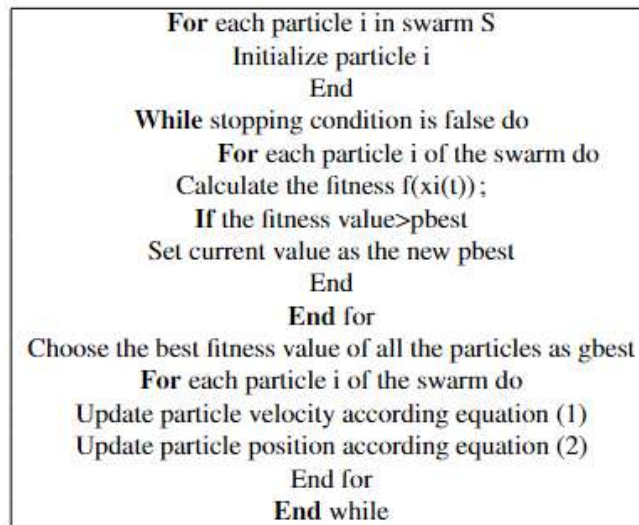 For each particle i in swarm S
Initialize particle i
End
While stopping condition is false do
For each particle i of the swarm do
Calculate the fitness f(xi(t));
If the fitness value>pbest
Set current value as the new pbest
End
End for
Choose the best fitness value of all the particles as gbest
For each particle i of the swarm do
Update particle velocity according equation (1)
Update particle position according equation (2)
End for
End while